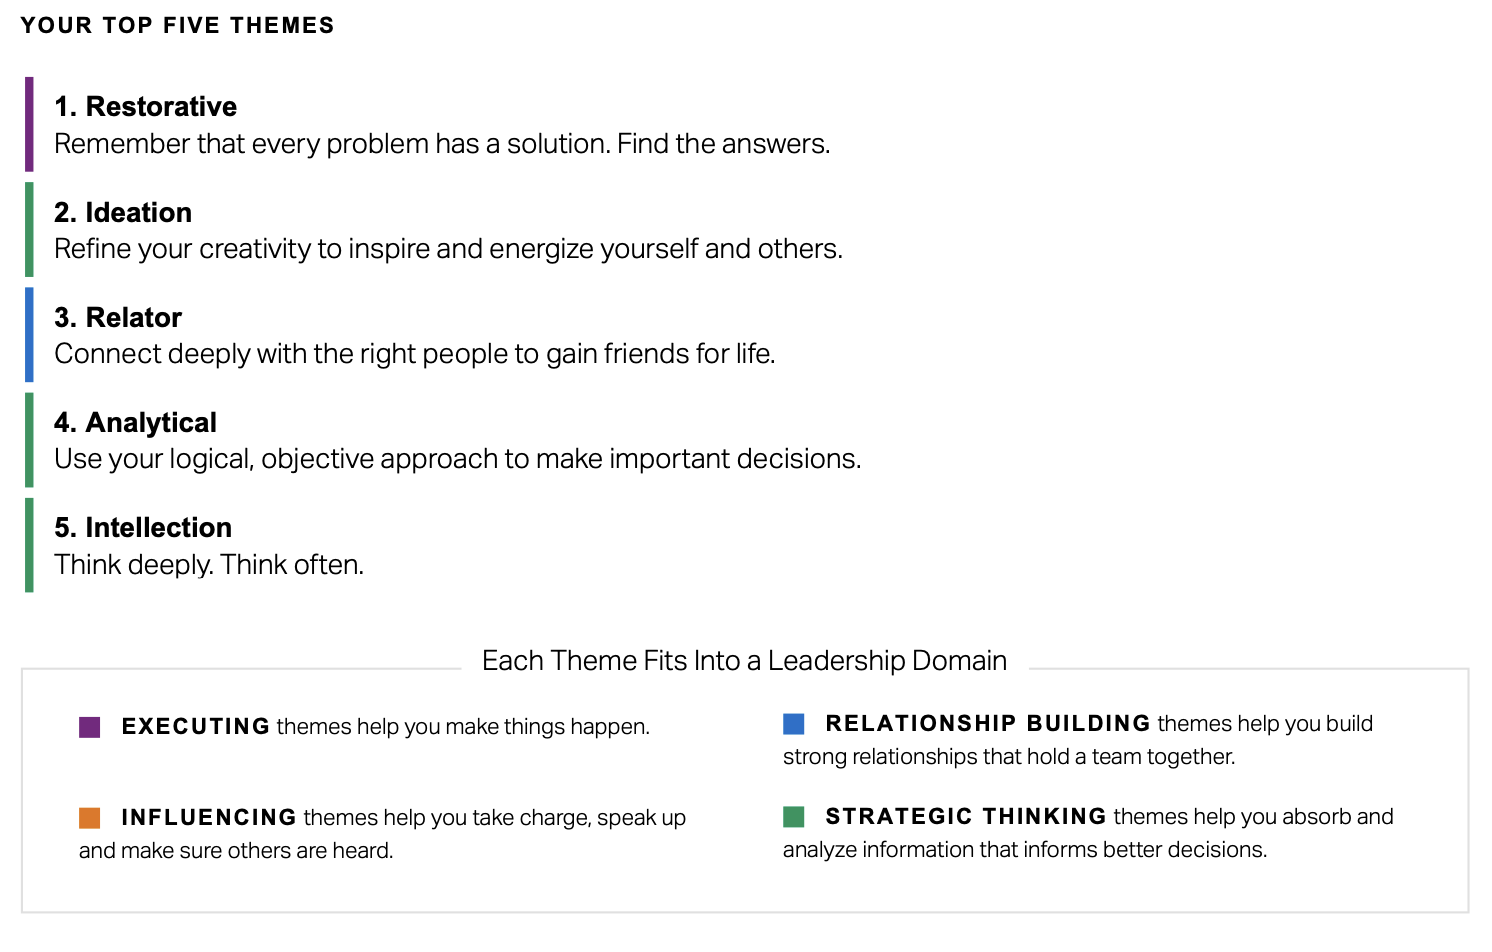 YOUR TOP FIVE THEMES
1. Restorative
Remember that every problem has a solution. Find the answers.
2. Ideation
Refine your creativity to inspire and energize yourself and others.
3. Relator
Connect deeply with the right people to gain friends for life.
4. Analytical
Use your logical, objective approach to make important decisions.
5. Intellection
Think deeply. Think often.
Each Theme Fits Into a Leadership Domain
EXECUTING themes help you make things happen.
RELATIONSHIP BUILDING themes help you build
strong relationships that hold a team together.
INFLUENCING themes help you take charge, speak up
and make sure others are heard.
STRATEGIC THINKING themes help you absorb and
analyze information that informs better decisions.